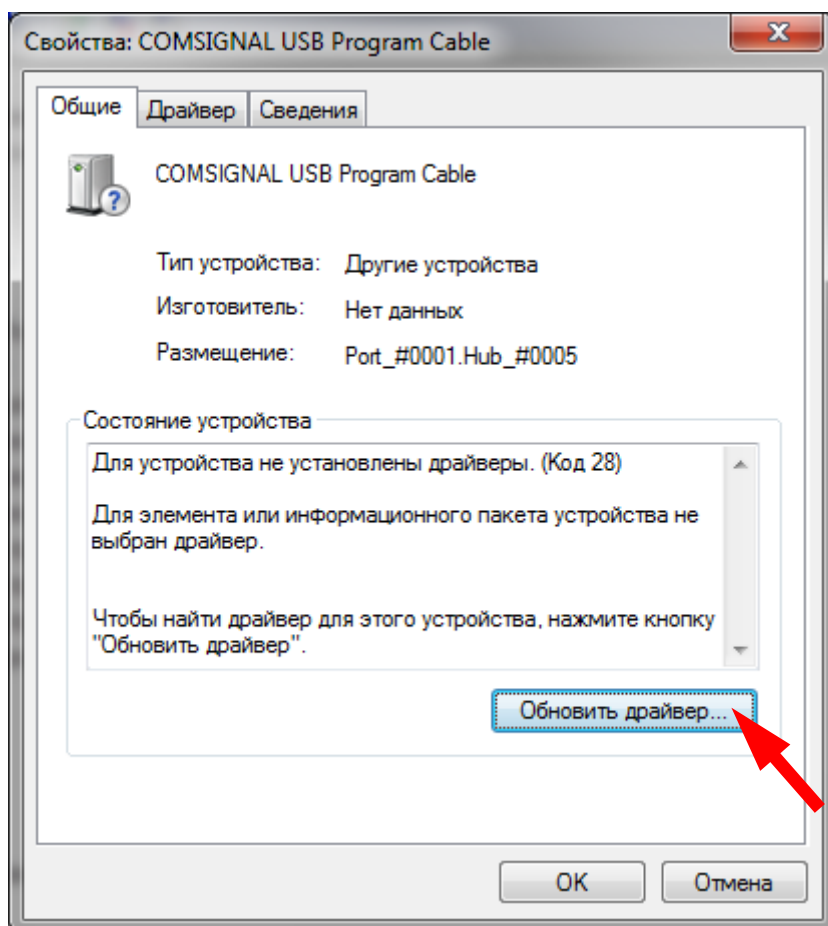 Свойства: COMSIGNAL USB Program Cable
Общие Драйвер Сведения
COMSIGNAL USB Program Cable
Тип устройства: Другие устройства
Изготовитель: Нет данных
Размещение: Port_#0001.Hub_#0005
Состояние устройства
Для устройства не установлены драйверы. (Код 28)
Для элемента или информационного пакета устройства не
выбран драйвер.
Чтобы найти драйвер для этого устройства, нажмите кнопку
"Обновить драйвер".
Обновить драйвер...
OK Отмена